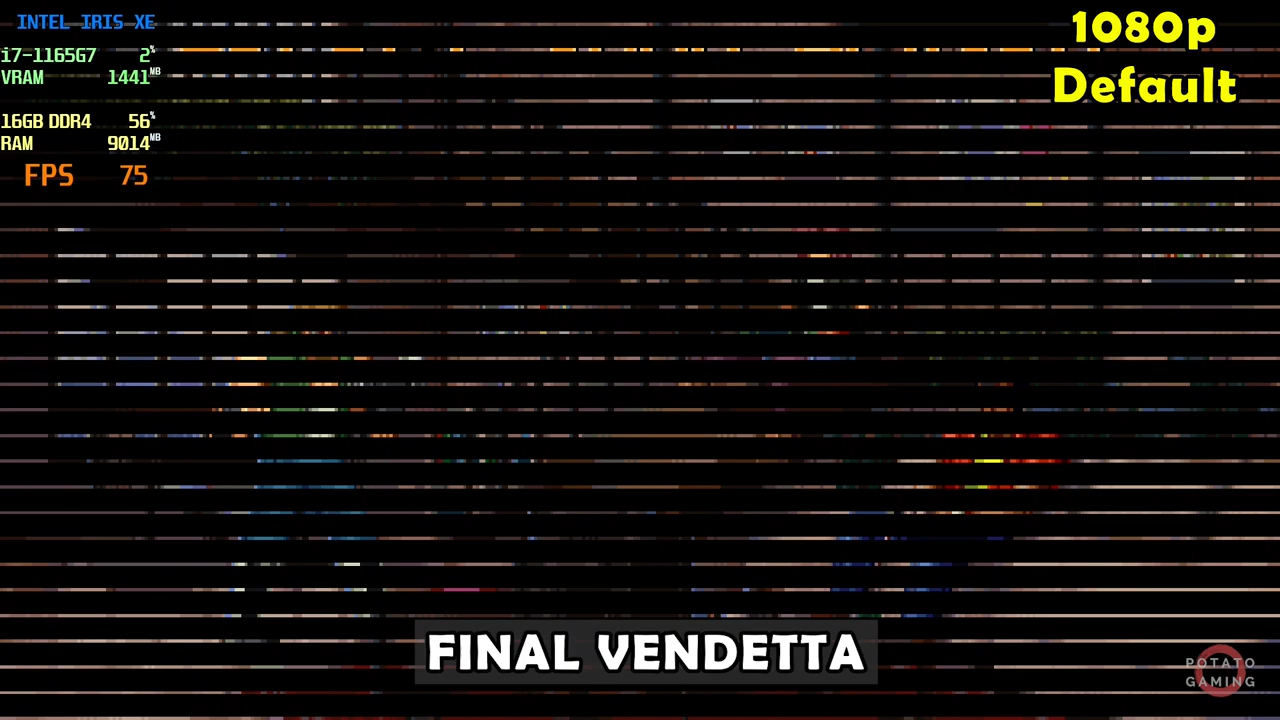 INTEL IRIS XE
i7-1165G7 2%
VRAM 1441MB
16GB DDR4 56%
RAM 9014MB
FPS 75
1080p
Default
FINAL VENDETTA
POTATO
GAMING